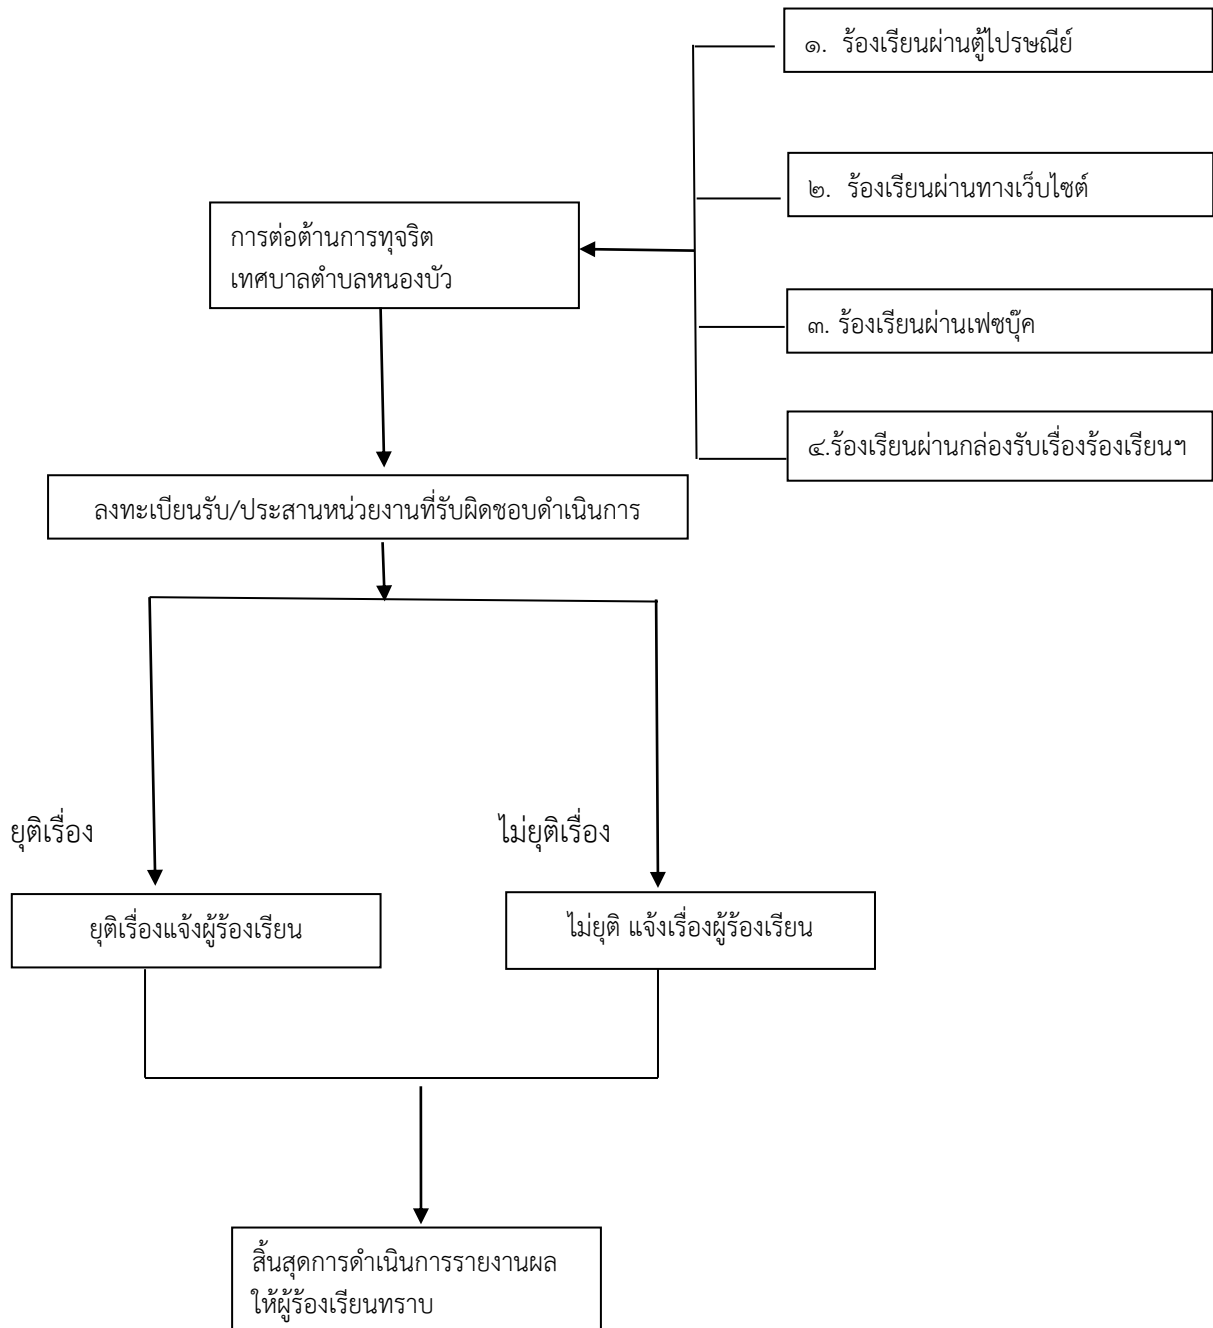 ๑. ร้องเรียนผ่านตู้ไปรษณีย์
๒. ร้องเรียนผ่านทางเว็บไซต์
การต่อต้านการทุจริต
เทศบาลตำบลหนองบัว
๓. ร้องเรียนผ่านเฟซบุ๊ค
๔.ร้องเรียนผ่านกล่องรับเรื่องร้องเรียนฯ
ลงทะเบียนรับ/ประสานหน่วยงานที่รับผิดชอบดำเนินการ
ยุติเรื่อง
ไม่ยุติเรื่อง
ยุติเรื่องแจ้งผู้ร้องเรียน
ไม่ยุติ แจ้งเรื่องผู้ร้องเรียน
สิ้นสุดการดำเนินการรายงานผล
ให้ผู้ร้องเรียนทราบ